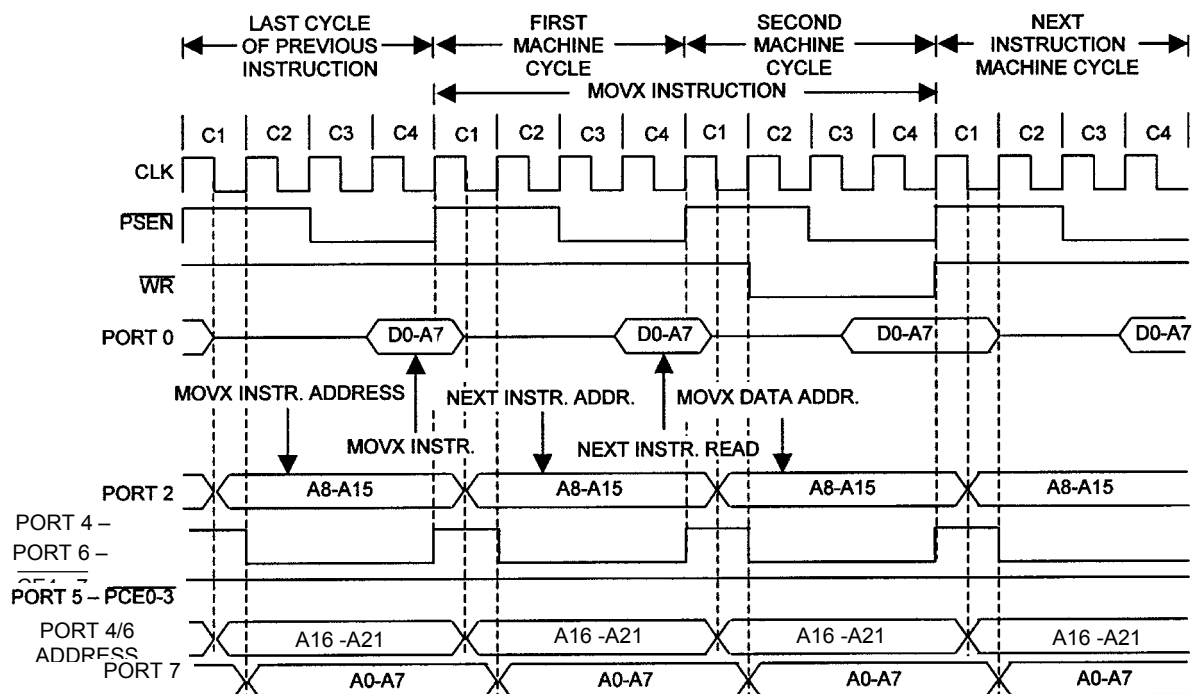 LAST CYCLE OF PREVIOUS INSTRUCTION
FIRST MACHINE CYCLE
SECOND MACHINE CYCLE
NEXT INSTRUCTION MACHINE CYCLE
MOVX INSTRUCTION
C1 C2 C3 C4 C1 C2 C3 C4 C1 C2 C3 C4 C1 C2 C3 C4
CLK
PSEN
WR
PORT 0 D0-A7 D0-A7 D0-A7 D0-A7
MOVX INSTR. ADDRESS NEXT INSTR. ADDR. MOVX DATA ADDR.
MOVX INSTR. NEXT INSTR. READ
PORT 2 A8-A15 A8-A15 A8-A15 A8-A15
PORT 4 –
PORT 6 –
PORT 5 – PCE0-3
PORT 4/6 ADDRESS A16 -A21 A16 -A21 A16 -A21 A16 -A21
PORT 7 A0-A7 A0-A7 A0-A7 A0-A7